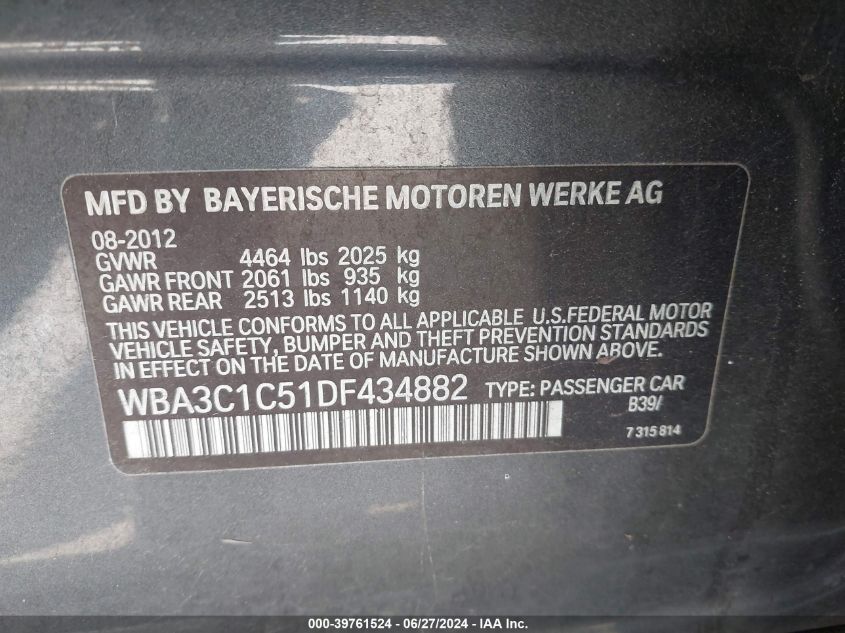 MFD BY BAYERISCHE MOTOREN WERKE AG
08-2012
GVWR 4464 lbs 2025 kg
GAWR FRONT 2061 lbs 935 kg
GAWR REAR 2513 lbs 1140 kg
THIS VEHICLE CONFORMS TO ALL APPLICABLE U.S.FEDERAL MOTOR
VEHICLE SAFETY, BUMPER AND THEFT PREVENTION STANDARDS
IN EFFECT ON THE DATE OF MANUFACTURE SHOWN ABOVE.
WBA3C1C51DF434882 TYPE: PASSENGER CAR
B39/
7 315 814
000-39761524 | 06/27/2024 - IAA Inc.